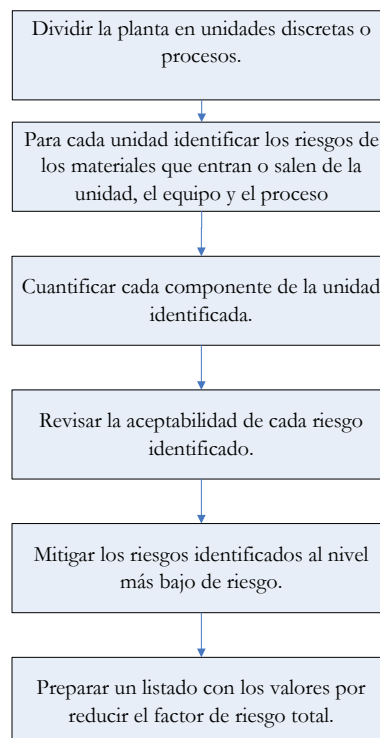 Dividir la planta en unidades discretas o
procesos.
Para cada unidad identificar los riesgos de
los materiales que entran o salen de la
unidad, el equipo y el proceso
Cuantificar cada componente de la unidad
identificada.
Revisar la aceptabilidad de cada riesgo
identificado.
Mitigar los riesgos identificados al nivel
más bajo de riesgo.
Preparar un listado con los valores por
reducir el factor de riesgo total.